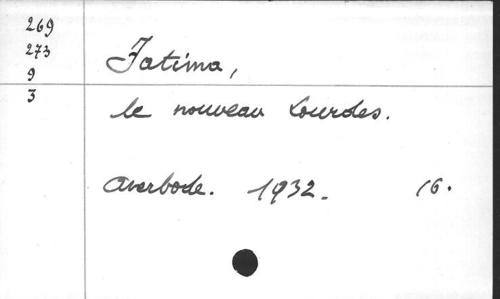 269
273
9
3
Fatima,
le nouveau Lourdes.
Averbode. 1932. 16.